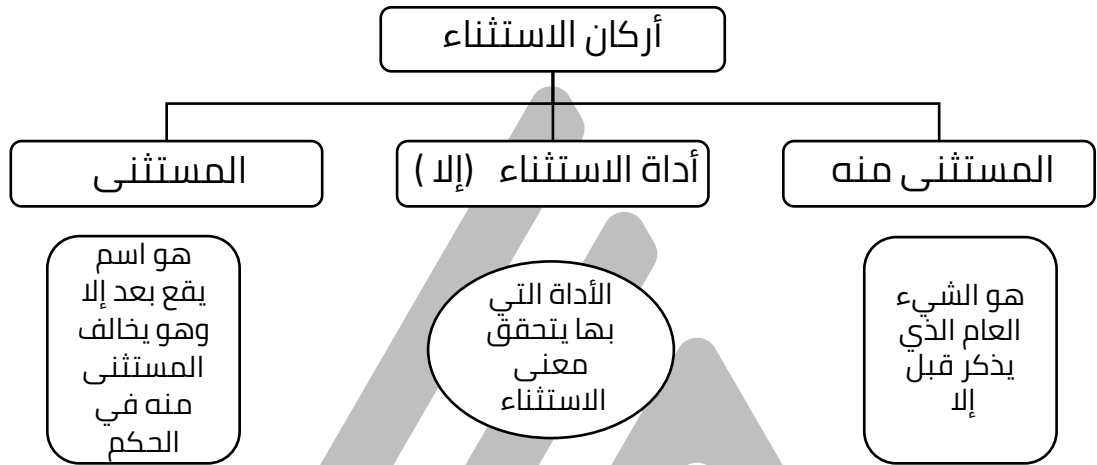 أركان الاستثناء
المستثنى منه
أداة الاستثناء (إلا )
المستثنى
هو الشيء
العام الذي
يذكر قبل
إلا
الأداة التي
بها يتحقق
معنى
الاستثناء
هو اسم
يقع بعد إلا
وهو يخالف
المستثنى
منه في
الحكم